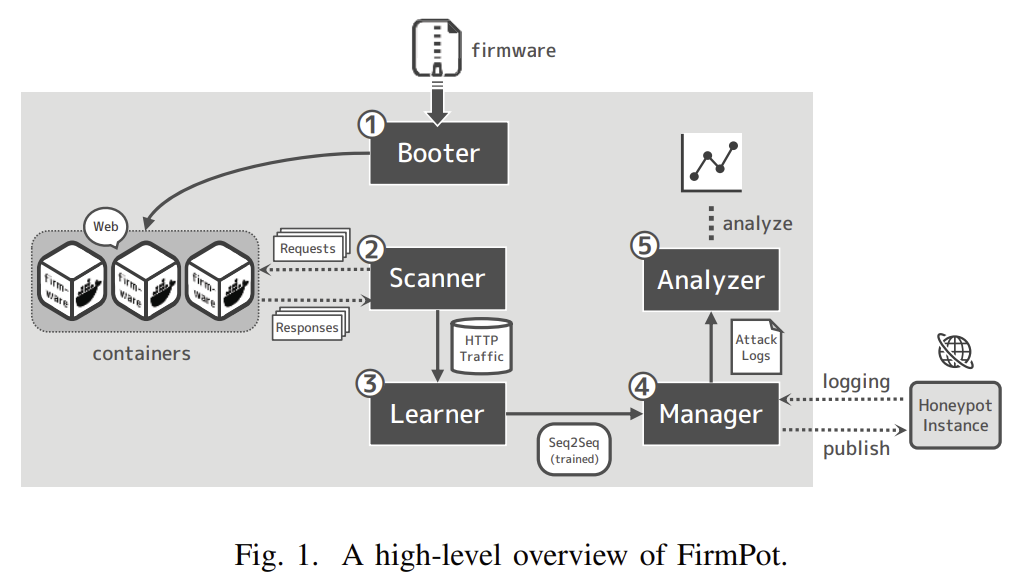 firmware
1
Booter
Web
firm-
ware
firm-
ware
firm-
ware
containers
Requests
Responses
2
Scanner
HTTP
Traffic
3
Learner
Seq2Seq
(trained)
4
Manager
Attack
Logs
5
Analyzer
analyze
logging
publish
Honeypot
Instance
Fig. 1. A high-level overview of FirmPot.